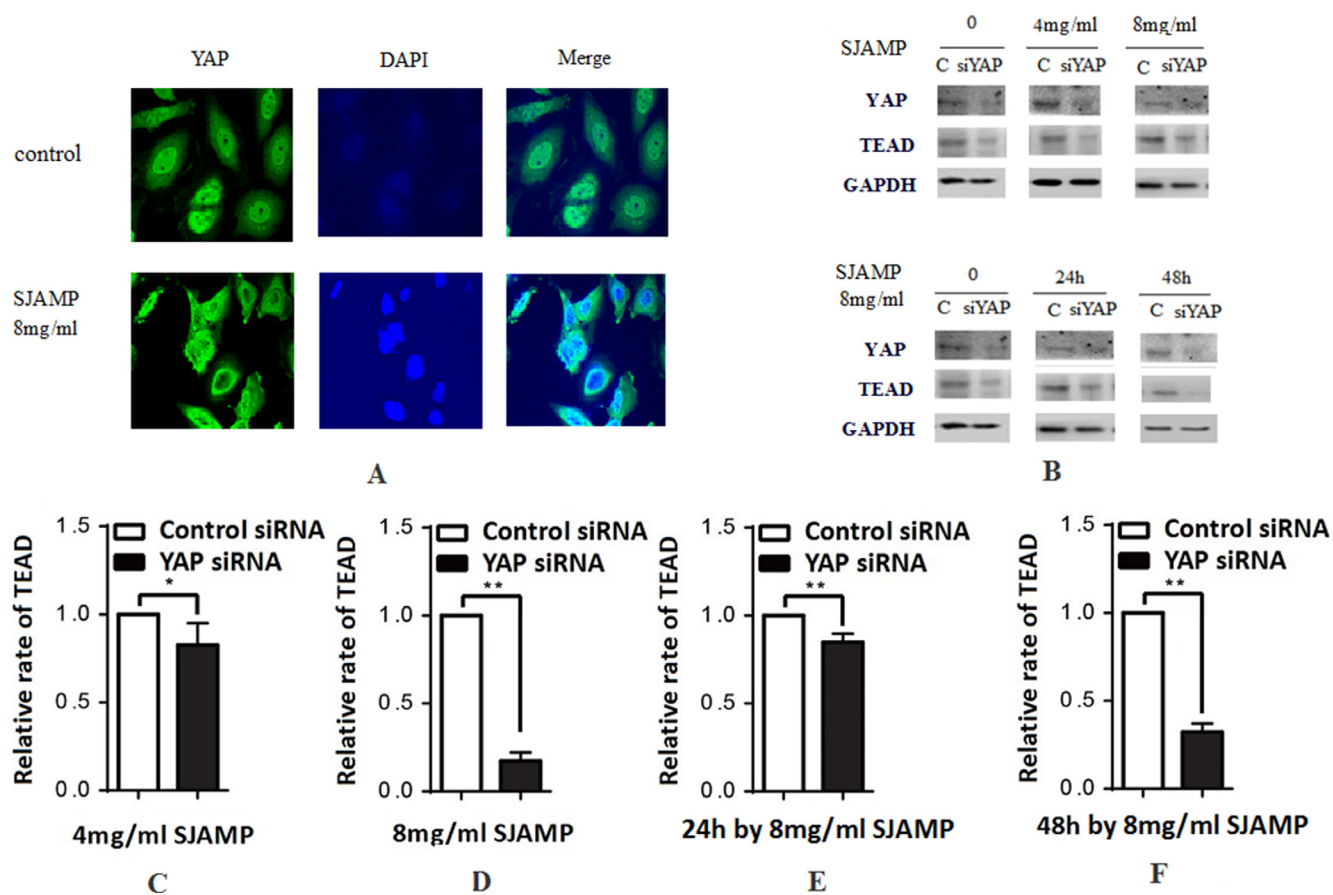 YAP DAPI Merge
control
SJAMP
8mg/ml
A
0 4mg/ml 8mg/ml
SJAMP
C siYAP C siYAP C siYAP
YAP
TEAD
GAPDH
SJAMP
8mg/ml
0 24h 48h
C siYAP C siYAP C siYAP
YAP
TEAD
GAPDH
B
Relative rate of TEAD
1.5
1.0
0.5
0.0
Control siRNA
YAP siRNA
*
4mg/ml SJAMP
C
Relative rate of TEAD
1.5
1.0
0.5
0.0
Control siRNA
YAP siRNA
**
8mg/ml SJAMP
D
Relative rate of TEAD
1.5
1.0
0.5
0.0
Control siRNA
YAP siRNA
**
24h by 8mg/ml SJAMP
E
Relative rate of TEAD
1.5
1.0
0.5
0.0
Control siRNA
YAP siRNA
**
48h by 8mg/ml SJAMP
F